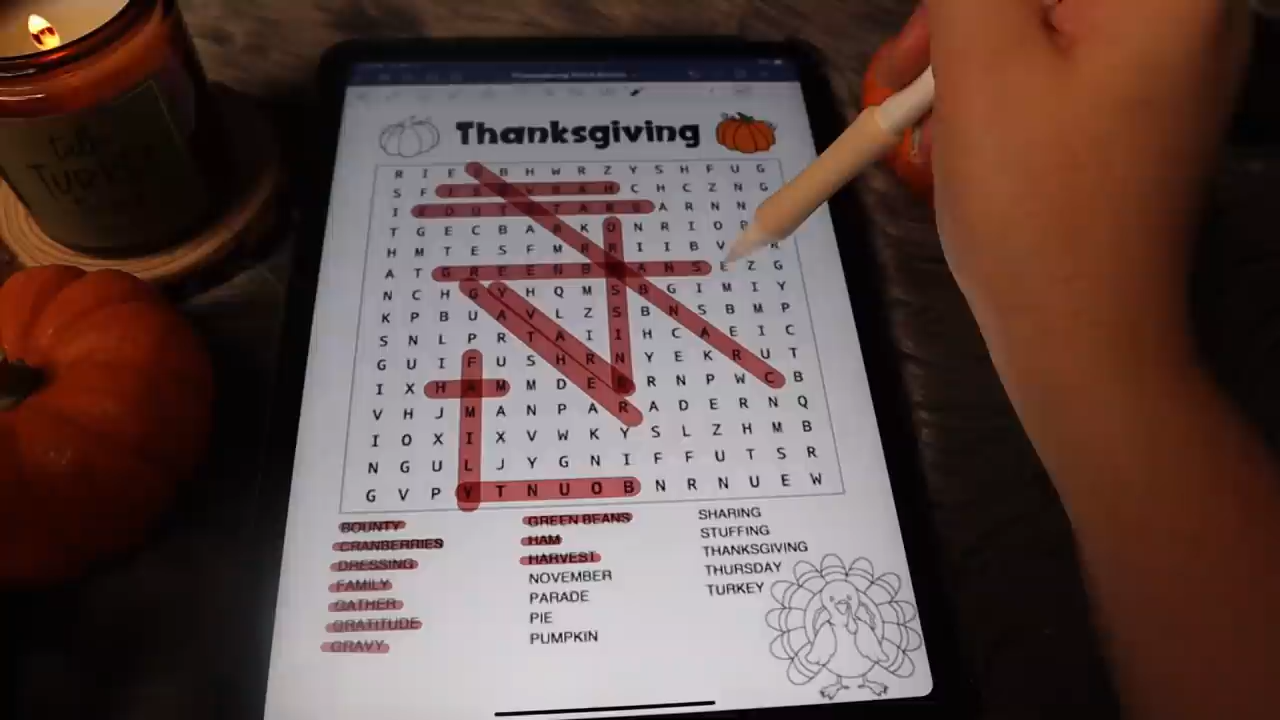 Thanksgiving
R I E S B H W R Z Y S H F U G
S F T S E V R A H C H C Z N G
I E D U T I T A R G A R N N
T G E C B A R K D N R I O P
H M T E S F M R R I I B V R
A T G R E E N B E A N S E Z G
N C H G Y H Q M S B G I M I Y
K P B U A V L Z S B N S B M P
S N L P R T A I I H C A E I C
G U I F U S H R N Y E K R U T
I X H A M M D E G R N P W C B
V H J M A N P A R A D E R N Q
I O X I X V W K Y S L Z H M B
N G U L J Y G N I F F U T S R
G V P Y T N U O B N R N U E W
BOUNTY
CRANBERRIES
DRESSING
FAMILY
GATHER
GRATITUDE
GRAVY
GREEN BEANS
HAM
HARVEST
NOVEMBER
PARADE
PIE
PUMPKIN
SHARING
STUFFING
THANKSGIVING
THURSDAY
TURKEY